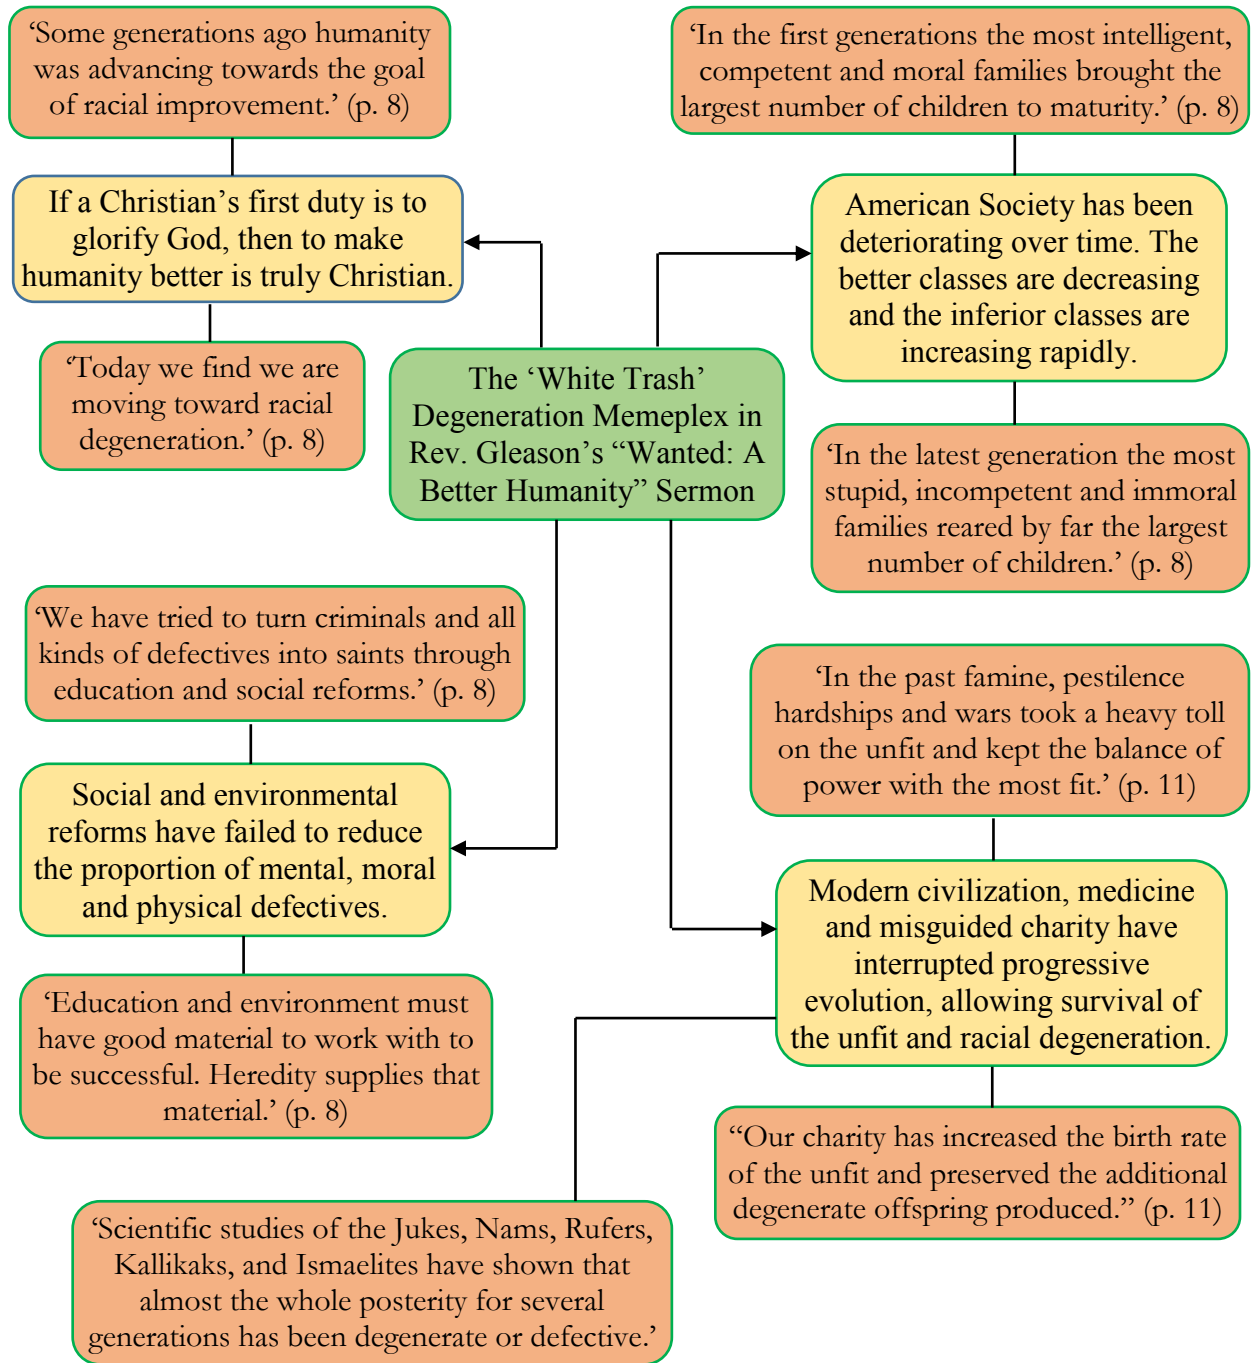 ‘Some generations ago humanity
was advancing towards the goal
of racial improvement.’ (p. 8)
If a Christian’s first duty is to
glorify God, then to make
humanity better is truly Christian.
‘Today we find we are
moving toward racial
degeneration.’ (p. 8)
‘In the first generations the most intelligent,
competent and moral families brought the
largest number of children to maturity.’ (p. 8)
American Society has been
deteriorating over time. The
better classes are decreasing
and the inferior classes are
increasing rapidly.
‘In the latest generation the most
stupid, incompetent and immoral
families reared by far the largest
number of children.’ (p. 8)
The ‘White Trash’
Degeneration Memeplex in
Rev. Gleason’s “Wanted: A
Better Humanity” Sermon
‘We have tried to turn criminals and all
kinds of defectives into saints through
education and social reforms.’ (p. 8)
Social and environmental
reforms have failed to reduce
the proportion of mental, moral
and physical defectives.
‘Education and environment must
have good material to work with to
be successful. Heredity supplies that
material.’ (p. 8)
‘In the past famine, pestilence
hardships and wars took a heavy toll
on the unfit and kept the balance of
power with the most fit.’ (p. 11)
Modern civilization, medicine
and misguided charity have
interrupted progressive
evolution, allowing survival of
the unfit and racial degeneration.
“Our charity has increased the birth rate
of the unfit and preserved the additional
degenerate offspring produced.” (p. 11)
‘Scientific studies of the Jukes, Nams, Rufers,
Kallikaks, and Ismaelites have shown that
almost the whole posterity for several
generations has been degenerate or defective.’